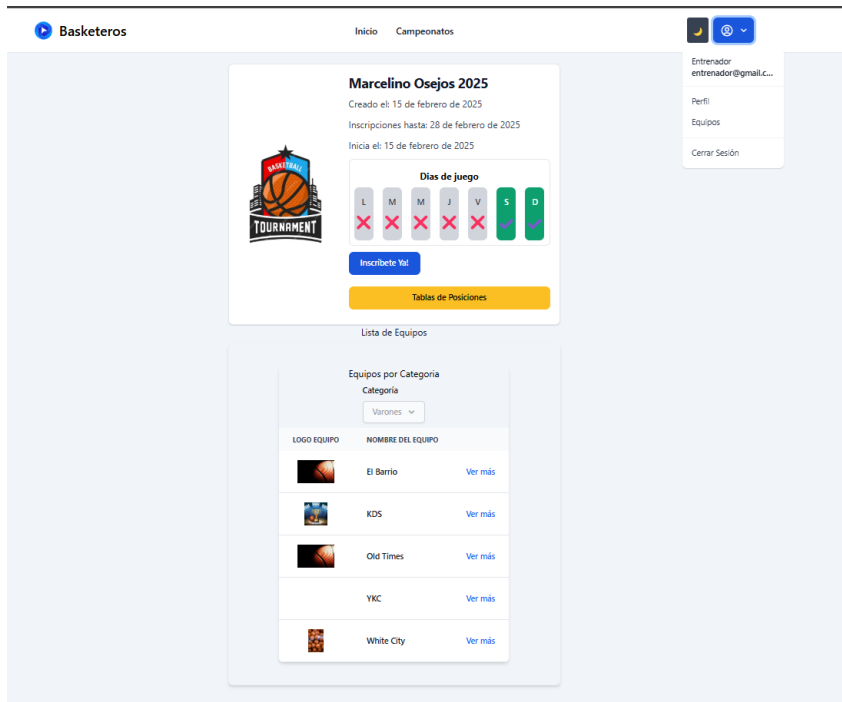 Basketeros
Inicio Campeonatos
Entrenador
entrenador@gmail.c...
Perfil
Equipos
Cerrar Sesión
Marcelino Osejos 2025
Creado el: 15 de febrero de 2025
Inscripciones hasta: 28 de febrero de 2025
Inicia el: 15 de febrero de 2025
BASKETBALL
TOURNAMENT
Dias de juego
L M M J V S D
Inscríbete Ya!
Tablas de Posiciones
Lista de Equipos
Equipos por Categoria
Categoría
Varones
LOGO EQUIPO NOMBRE DEL EQUIPO
El Barrio Ver más
KDS Ver más
Old Times Ver más
YKC Ver más
White City Ver más